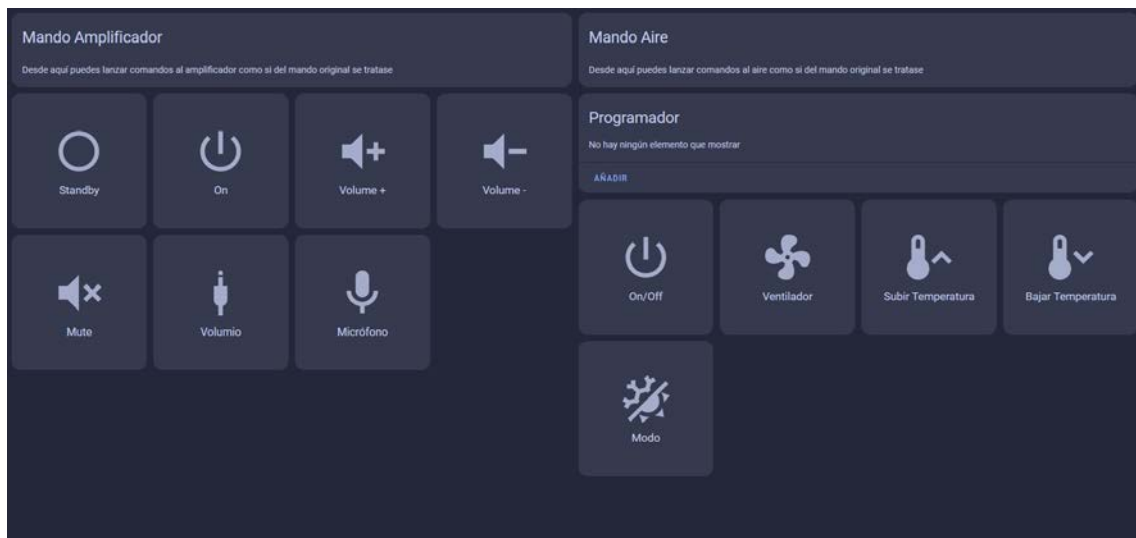 Mando Amplificador
Desde aquí puedes lanzar comandos al amplificador como si del mando original se tratase
Standby
On
Volume +
Volume -
Mute
Volumio
Micrófono
Mando Aire
Desde aquí puedes lanzar comandos al aire como si del mando original se tratase
Programador
No hay ningún elemento que mostrar
AÑADIR
On/Off
Ventilador
Subir Temperatura
Bajar Temperatura
Modo